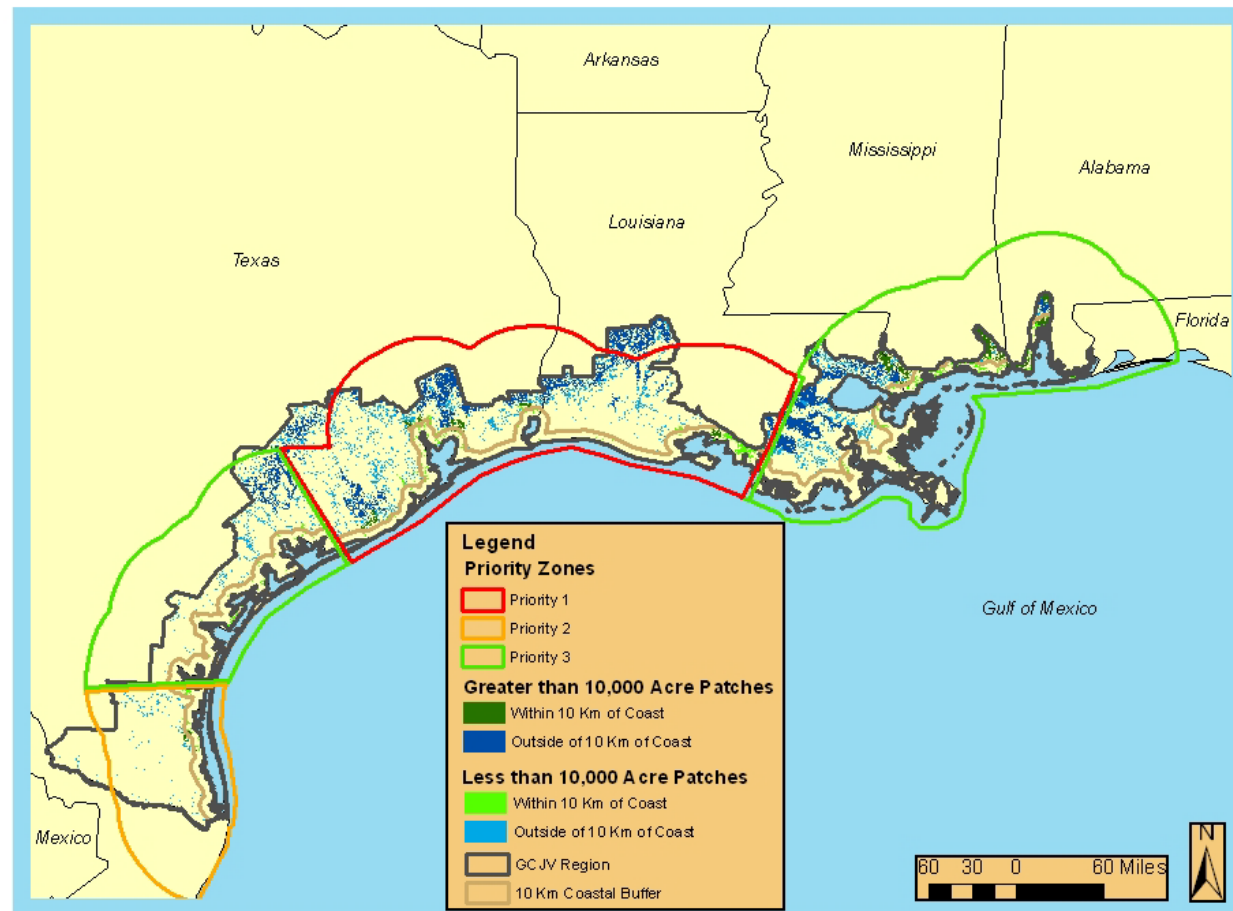 Arkansas
Mississippi
Alabama
Louisiana
Texas
Florida
Gulf of Mexico
Mexico
Legend
Priority Zones
Priority 1
Priority 2
Priority 3
Greater than 10,000 Acre Patches
Within 10 Km of Coast
Outside of 10 Km of Coast
Less than 10,000 Acre Patches
Within 10 Km of Coast
Outside of 10 Km of Coast
GCJV Region
10 Km Coastal Buffer
60 30 0 60 Miles
N